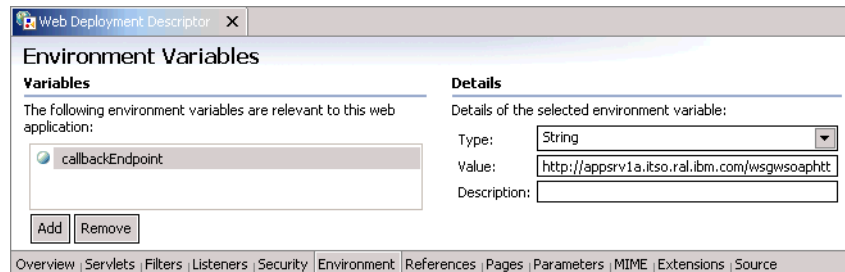 Web Deployment Descriptor
Environment Variables
Variables
The following environment variables are relevant to this web
application:
callbackEndpoint
Add Remove
Details
Details of the selected environment variable:
Type: String
Value: http://appsrv1a.itso.ral.ibm.com/wsgwsoaphtt
Description:
Overview Servlets Filters Listeners Security Environment References Pages Parameters MIME Extensions Source